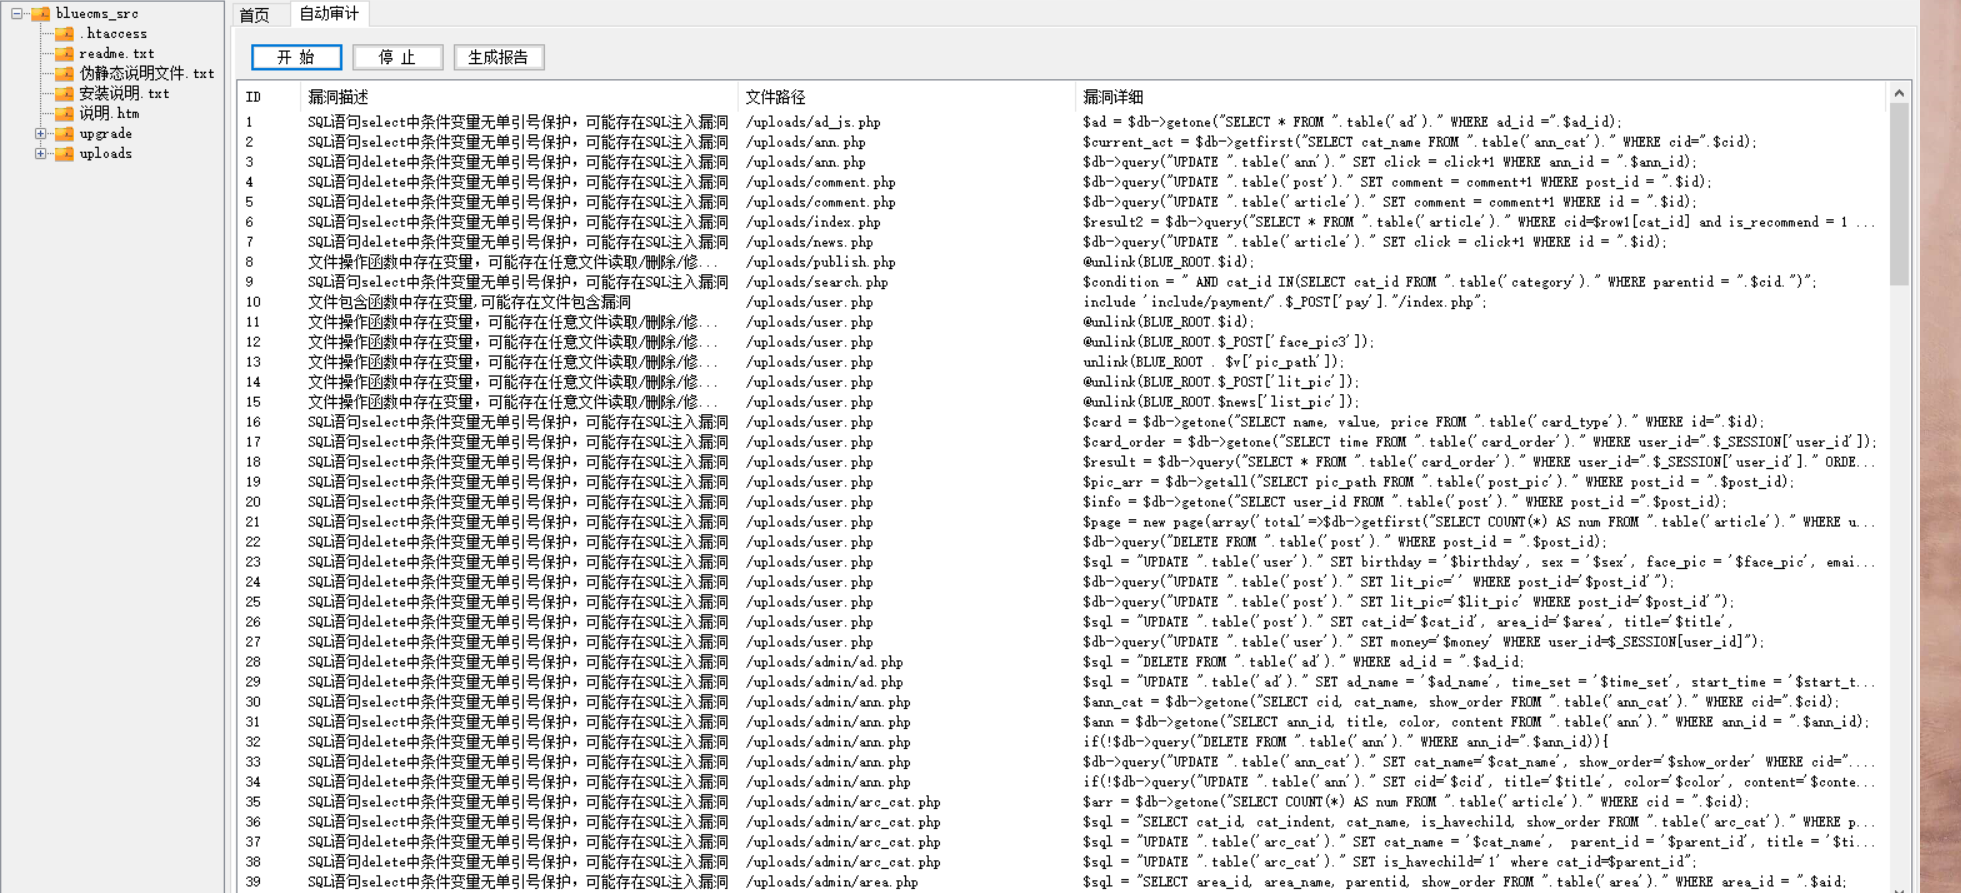 bluecms_src
.htaccess
readme.txt
伪静态说明文件.txt
安装说明.txt
说明.htm
upgrade
uploads
首页 自动审计
开 始 停 止 生成报告
ID 漏洞描述 文件路径 漏洞详细
1 SQL语句select中条件变量无单引号保护，可能存在SQL注入漏洞 /uploads/ad_js.php $ad = $db->getone("SELECT * FROM ".table('ad')." WHERE ad_id =".$ad_id);
2 SQL语句select中条件变量无单引号保护，可能存在SQL注入漏洞 /uploads/ann.php $current_act = $db->getfirst("SELECT cat_name FROM ".table('ann_cat')." WHERE cid=".$cid);
3 SQL语句delete中条件变量无单引号保护，可能存在SQL注入漏洞 /uploads/ann.php $db->query("UPDATE ".table('ann')." SET click = click+1 WHERE ann_id = ".$ann_id);
4 SQL语句delete中条件变量无单引号保护，可能存在SQL注入漏洞 /uploads/comment.php $db->query("UPDATE ".table('post')." SET comment = comment+1 WHERE post_id = ".$id);
5 SQL语句delete中条件变量无单引号保护，可能存在SQL注入漏洞 /uploads/comment.php $db->query("UPDATE ".table('article')." SET comment = comment+1 WHERE id = ".$id);
6 SQL语句select中条件变量无单引号保护，可能存在SQL注入漏洞 /uploads/index.php $result2 = $db->query("SELECT * FROM ".table('article')." WHERE cid=$row1[cat_id] and is_recommend = 1 ...
7 SQL语句delete中条件变量无单引号保护，可能存在SQL注入漏洞 /uploads/news.php $db->query("UPDATE ".table('article')." SET click = click+1 WHERE id = ".$id);
8 文件操作函数中存在变量，可能存在任意文件读取/删除/修... /uploads/publish.php @unlink(BLUE_ROOT.$id);
9 SQL语句select中条件变量无单引号保护，可能存在SQL注入漏洞 /uploads/search.php $condition = " AND cat_id IN(SELECT cat_id FROM ".table('category')." WHERE parentid = ".$cid.")";
10 文件包含函数中存在变量,可能存在文件包含漏洞 /uploads/user.php include 'include/payment/'.$_POST['pay']."/index.php";
11 文件操作函数中存在变量，可能存在任意文件读取/删除/修... /uploads/user.php @unlink(BLUE_ROOT.$id);
12 文件操作函数中存在变量，可能存在任意文件读取/删除/修... /uploads/user.php @unlink(BLUE_ROOT.$_POST['face_pic3']);
13 文件操作函数中存在变量，可能存在任意文件读取/删除/修... /uploads/user.php unlink(BLUE_ROOT . $v['pic_path']);
14 文件操作函数中存在变量，可能存在任意文件读取/删除/修... /uploads/user.php @unlink(BLUE_ROOT.$_POST['lit_pic']);
15 文件操作函数中存在变量，可能存在任意文件读取/删除/修... /uploads/user.php @unlink(BLUE_ROOT.$news['list_pic']);
16 SQL语句select中条件变量无单引号保护，可能存在SQL注入漏洞 /uploads/user.php $card = $db->getone("SELECT name, value, price FROM ".table('card_type')." WHERE id=".$id);
17 SQL语句select中条件变量无单引号保护，可能存在SQL注入漏洞 /uploads/user.php $card_order = $db->getone("SELECT time FROM ".table('card_order')." WHERE user_id=".$_SESSION['user_id']);
18 SQL语句select中条件变量无单引号保护，可能存在SQL注入漏洞 /uploads/user.php $result = $db->query("SELECT * FROM ".table('card_order')." WHERE user_id=".$_SESSION['user_id']." ORDE...
19 SQL语句select中条件变量无单引号保护，可能存在SQL注入漏洞 /uploads/user.php $pic_arr = $db->getall("SELECT pic_path FROM ".table('post_pic')." WHERE post_id = ".$post_id);
20 SQL语句select中条件变量无单引号保护，可能存在SQL注入漏洞 /uploads/user.php $info = $db->getone("SELECT user_id FROM ".table('post')." WHERE post_id =".$post_id);
21 SQL语句select中条件变量无单引号保护，可能存在SQL注入漏洞 /uploads/user.php $page = new page(array('total'=>$db->getfirst("SELECT COUNT(*) AS num FROM ".table('article')." WHERE u...
22 SQL语句delete中条件变量无单引号保护，可能存在SQL注入漏洞 /uploads/user.php $db->query("DELETE FROM ".table('post')." WHERE post_id = ".$post_id);
23 SQL语句delete中条件变量无单引号保护，可能存在SQL注入漏洞 /uploads/user.php $sql = "UPDATE ".table('user')." SET birthday = '$birthday', sex = '$sex', face_pic = '$face_pic', emai...
24 SQL语句delete中条件变量无单引号保护，可能存在SQL注入漏洞 /uploads/user.php $db->query("UPDATE ".table('post')." SET lit_pic='' WHERE post_id='$post_id'");
25 SQL语句delete中条件变量无单引号保护，可能存在SQL注入漏洞 /uploads/user.php $db->query("UPDATE ".table('post')." SET lit_pic='$lit_pic' WHERE post_id='$post_id'");
26 SQL语句delete中条件变量无单引号保护，可能存在SQL注入漏洞 /uploads/user.php $sql = "UPDATE ".table('post')." SET cat_id='$cat_id', area_id='$area', title='$title',
27 SQL语句delete中条件变量无单引号保护，可能存在SQL注入漏洞 /uploads/user.php $db->query("UPDATE ".table('user')." SET money='$money' WHERE user_id=$_SESSION[user_id]");
28 SQL语句delete中条件变量无单引号保护，可能存在SQL注入漏洞 /uploads/admin/ad.php $sql = "DELETE FROM ".table('ad')." WHERE ad_id = ".$ad_id;
29 SQL语句delete中条件变量无单引号保护，可能存在SQL注入漏洞 /uploads/admin/ad.php $sql = "UPDATE ".table('ad')." SET ad_name = '$ad_name', time_set = '$time_set', start_time = '$start_t...
30 SQL语句select中条件变量无单引号保护，可能存在SQL注入漏洞 /uploads/admin/ann.php $ann_cat = $db->getone("SELECT cid, cat_name, show_order FROM ".table('ann_cat')." WHERE cid=".$cid);
31 SQL语句select中条件变量无单引号保护，可能存在SQL注入漏洞 /uploads/admin/ann.php $ann = $db->getone("SELECT ann_id, title, color, content FROM ".table('ann')." WHERE ann_id = ".$ann_id);
32 SQL语句delete中条件变量无单引号保护，可能存在SQL注入漏洞 /uploads/admin/ann.php if(!$db->query("DELETE FROM ".table('ann')." WHERE ann_id=".$ann_id)){
33 SQL语句delete中条件变量无单引号保护，可能存在SQL注入漏洞 /uploads/admin/ann.php $db->query("UPDATE ".table('ann_cat')." SET cat_name='$cat_name', show_order='$show_order' WHERE cid="....
34 SQL语句delete中条件变量无单引号保护，可能存在SQL注入漏洞 /uploads/admin/ann.php if(!$db->query("UPDATE ".table('ann')." SET cid='$cid', title='$title', color='$color', content='$conte...
35 SQL语句select中条件变量无单引号保护，可能存在SQL注入漏洞 /uploads/admin/arc_cat.php $arr = $db->getone("SELECT COUNT(*) AS num FROM ".table('article')." WHERE cid = ".$cid);
36 SQL语句select中条件变量无单引号保护，可能存在SQL注入漏洞 /uploads/admin/arc_cat.php $sql = "SELECT cat_id, cat_indent, cat_name, is_havechild, show_order FROM ".table('arc_cat')." WHERE p...
37 SQL语句delete中条件变量无单引号保护，可能存在SQL注入漏洞 /uploads/admin/arc_cat.php $sql = "UPDATE ".table('arc_cat')." SET cat_name = '$cat_name', parent_id = '$parent_id', title = '$ti...
38 SQL语句delete中条件变量无单引号保护，可能存在SQL注入漏洞 /uploads/admin/arc_cat.php $sql = "UPDATE ".table('arc_cat')." SET is_havechild='1' where cat_id=$parent_id";
39 SQL语句select中条件变量无单引号保护，可能存在SQL注入漏洞 /uploads/admin/area.php $sql = "SELECT area_id, area_name, parentid, show_order FROM ".table('area')." WHERE area_id = ".$aid;